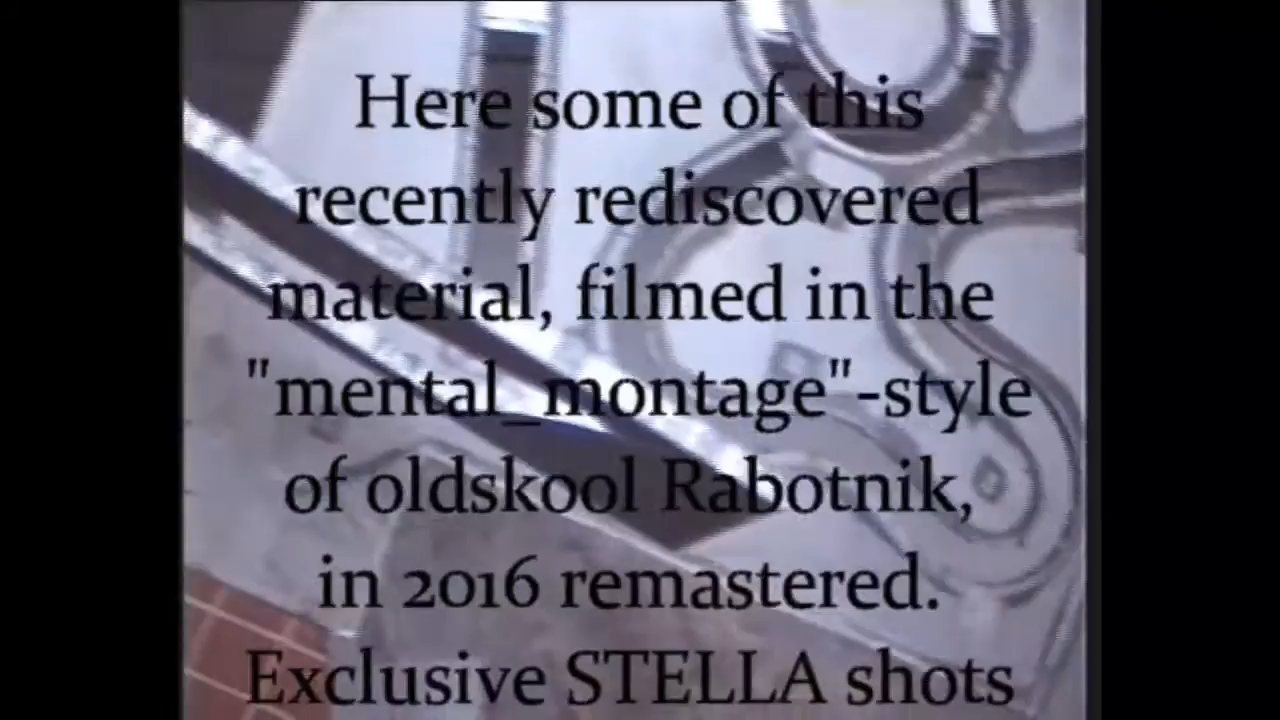 Here some of this
recently rediscovered
material, filmed in the
"mental_montage"-style
of oldskool Rabotnik,
in 2016 remastered.
Exclusive STELLA shots